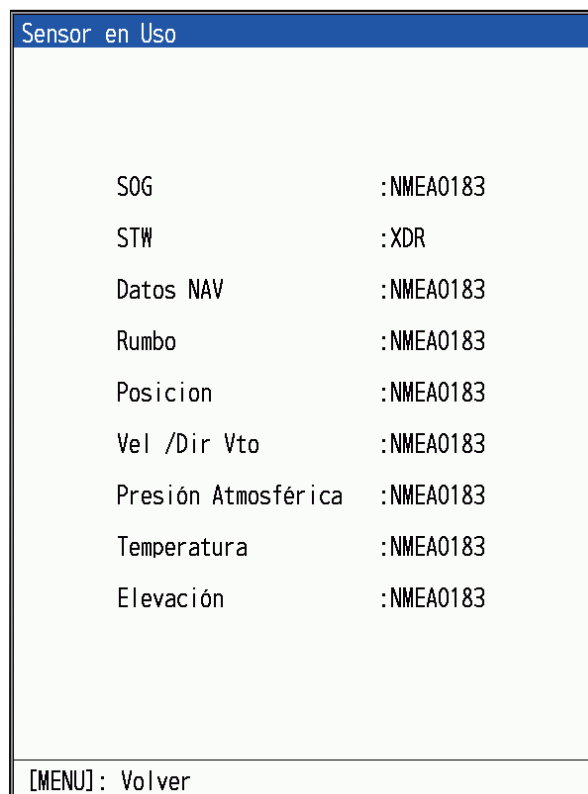 Sensor en Uso
SOG :NMEA0183
STW :XDR
Datos NAV :NMEA0183
Rumbo :NMEA0183
Posicion :NMEA0183
Vel /Dir Vto :NMEA0183
Presión Atmosférica :NMEA0183
Temperatura :NMEA0183
Elevación :NMEA0183
[MENU]: Volver